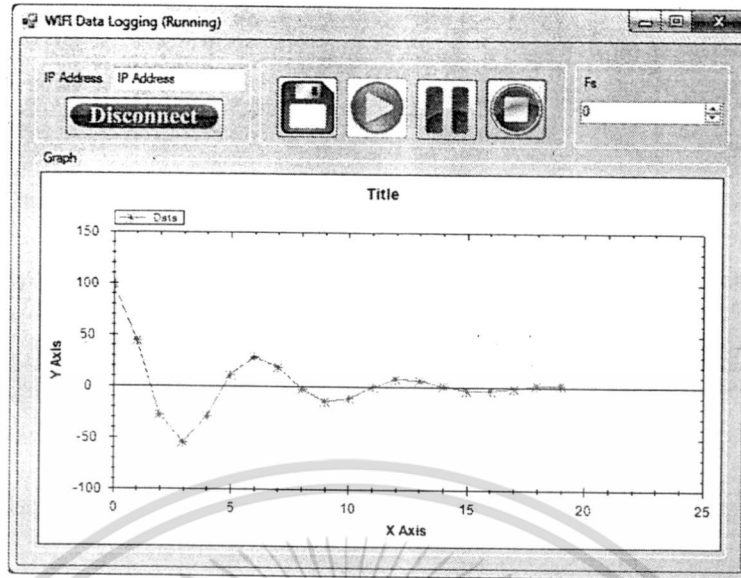 WIFI Data Logging (Running)
IP Address IP Address
Disconnect
Fs
0
Graph
Title
Data
150
100
50
0
-50
-100
Y Axis
0 5 10 15 20 25
X Axis